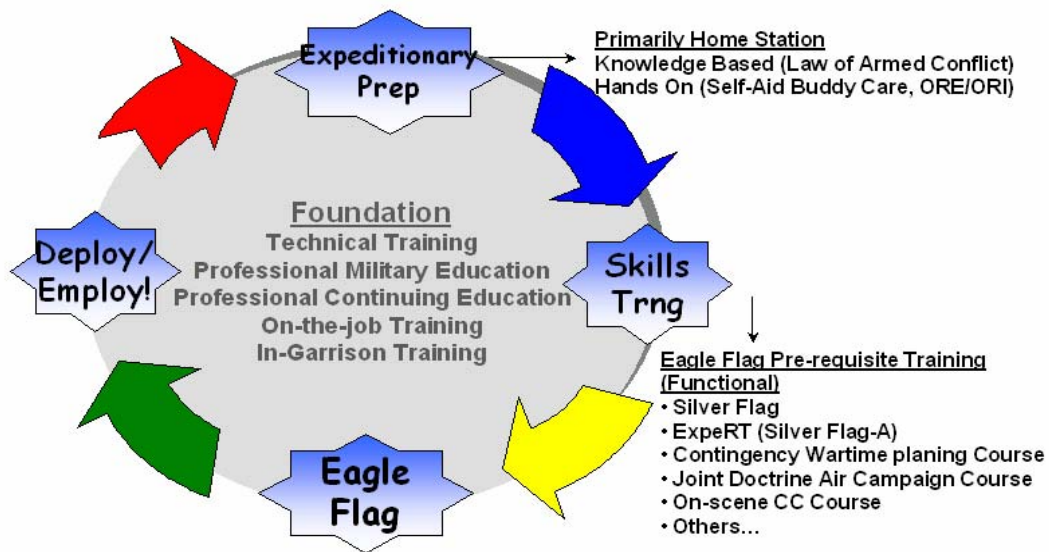 Expeditionary
Prep
Primarily Home Station
Knowledge Based (Law of Armed Conflict)
Hands On (Self-Aid Buddy Care, ORE/ORI)
Foundation
Technical Training
Professional Military Education
Professional Continuing Education
On-the-job Training
In-Garrison Training
Deploy/
Employ!
Skills
Trng
Eagle Flag Pre-requisite Training
(Functional)
• Silver Flag
• ExpeRT (Silver Flag-A)
• Contingency Wartime planing Course
• Joint Doctrine Air Campaign Course
• On-scene CC Course
• Others…
Eagle
Flag